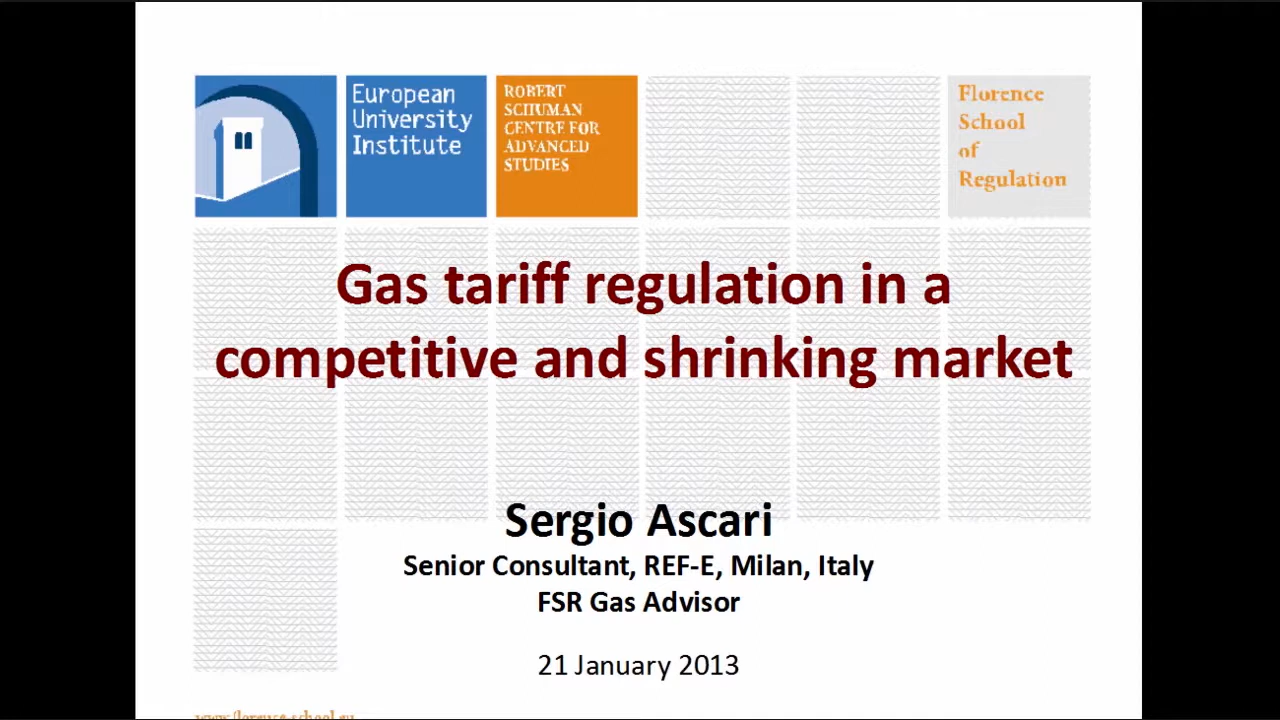 European
University
Institute
ROBERT
SCHUMAN
CENTRE FOR
ADVANCED
STUDIES
Florence
School
of
Regulation
Gas tariff regulation in a
competitive and shrinking market
Sergio Ascari
Senior Consultant, REF-E, Milan, Italy
FSR Gas Advisor
21 January 2013